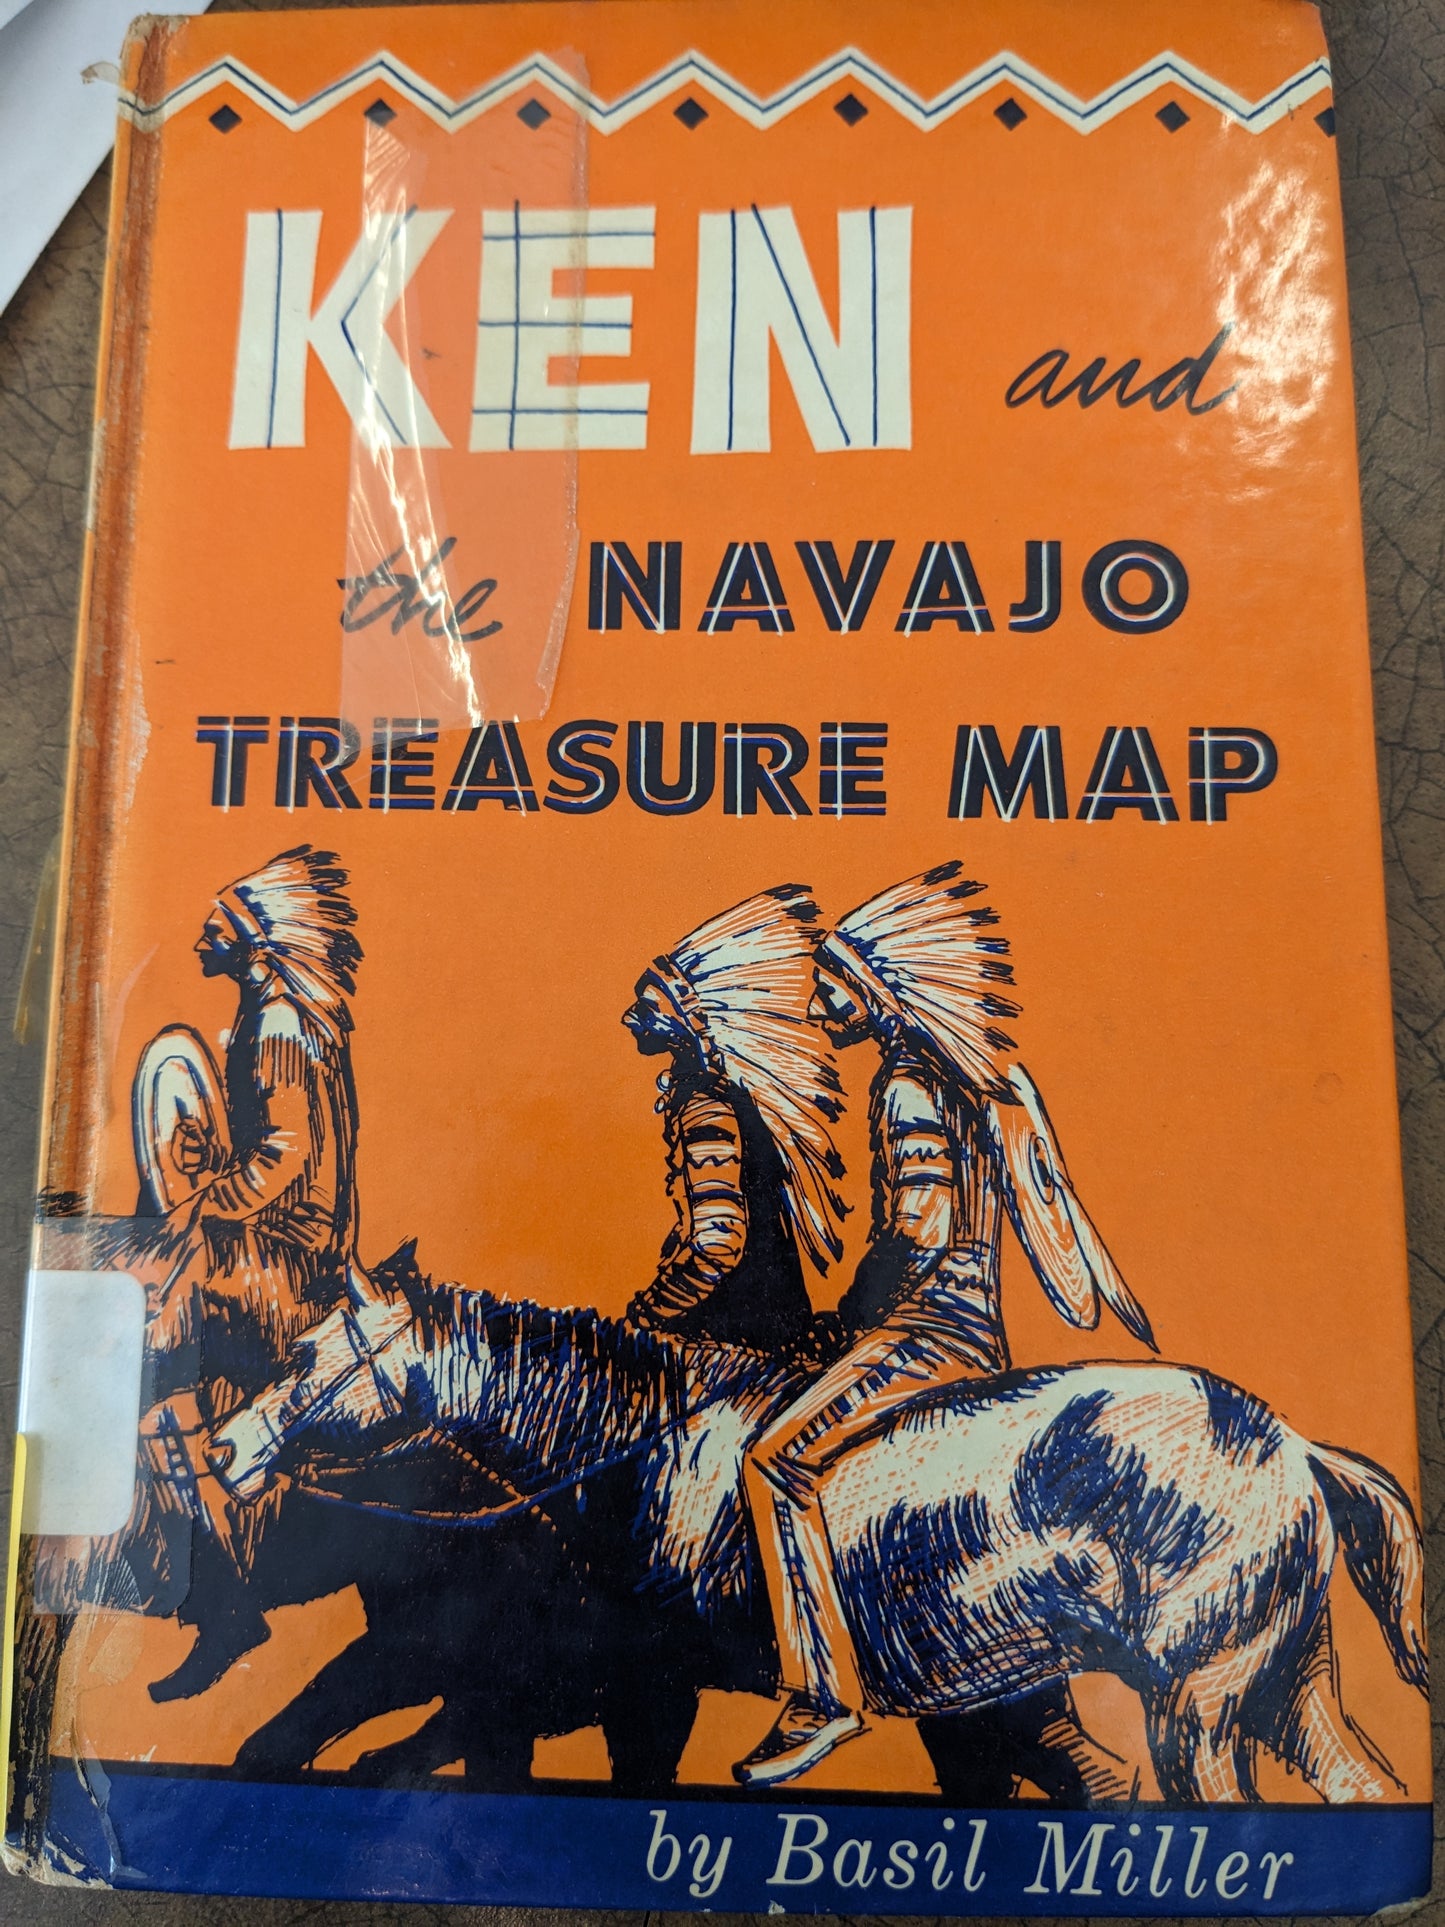 KEN and
the NAVAJO
TREASURE MAP
by Basil Miller